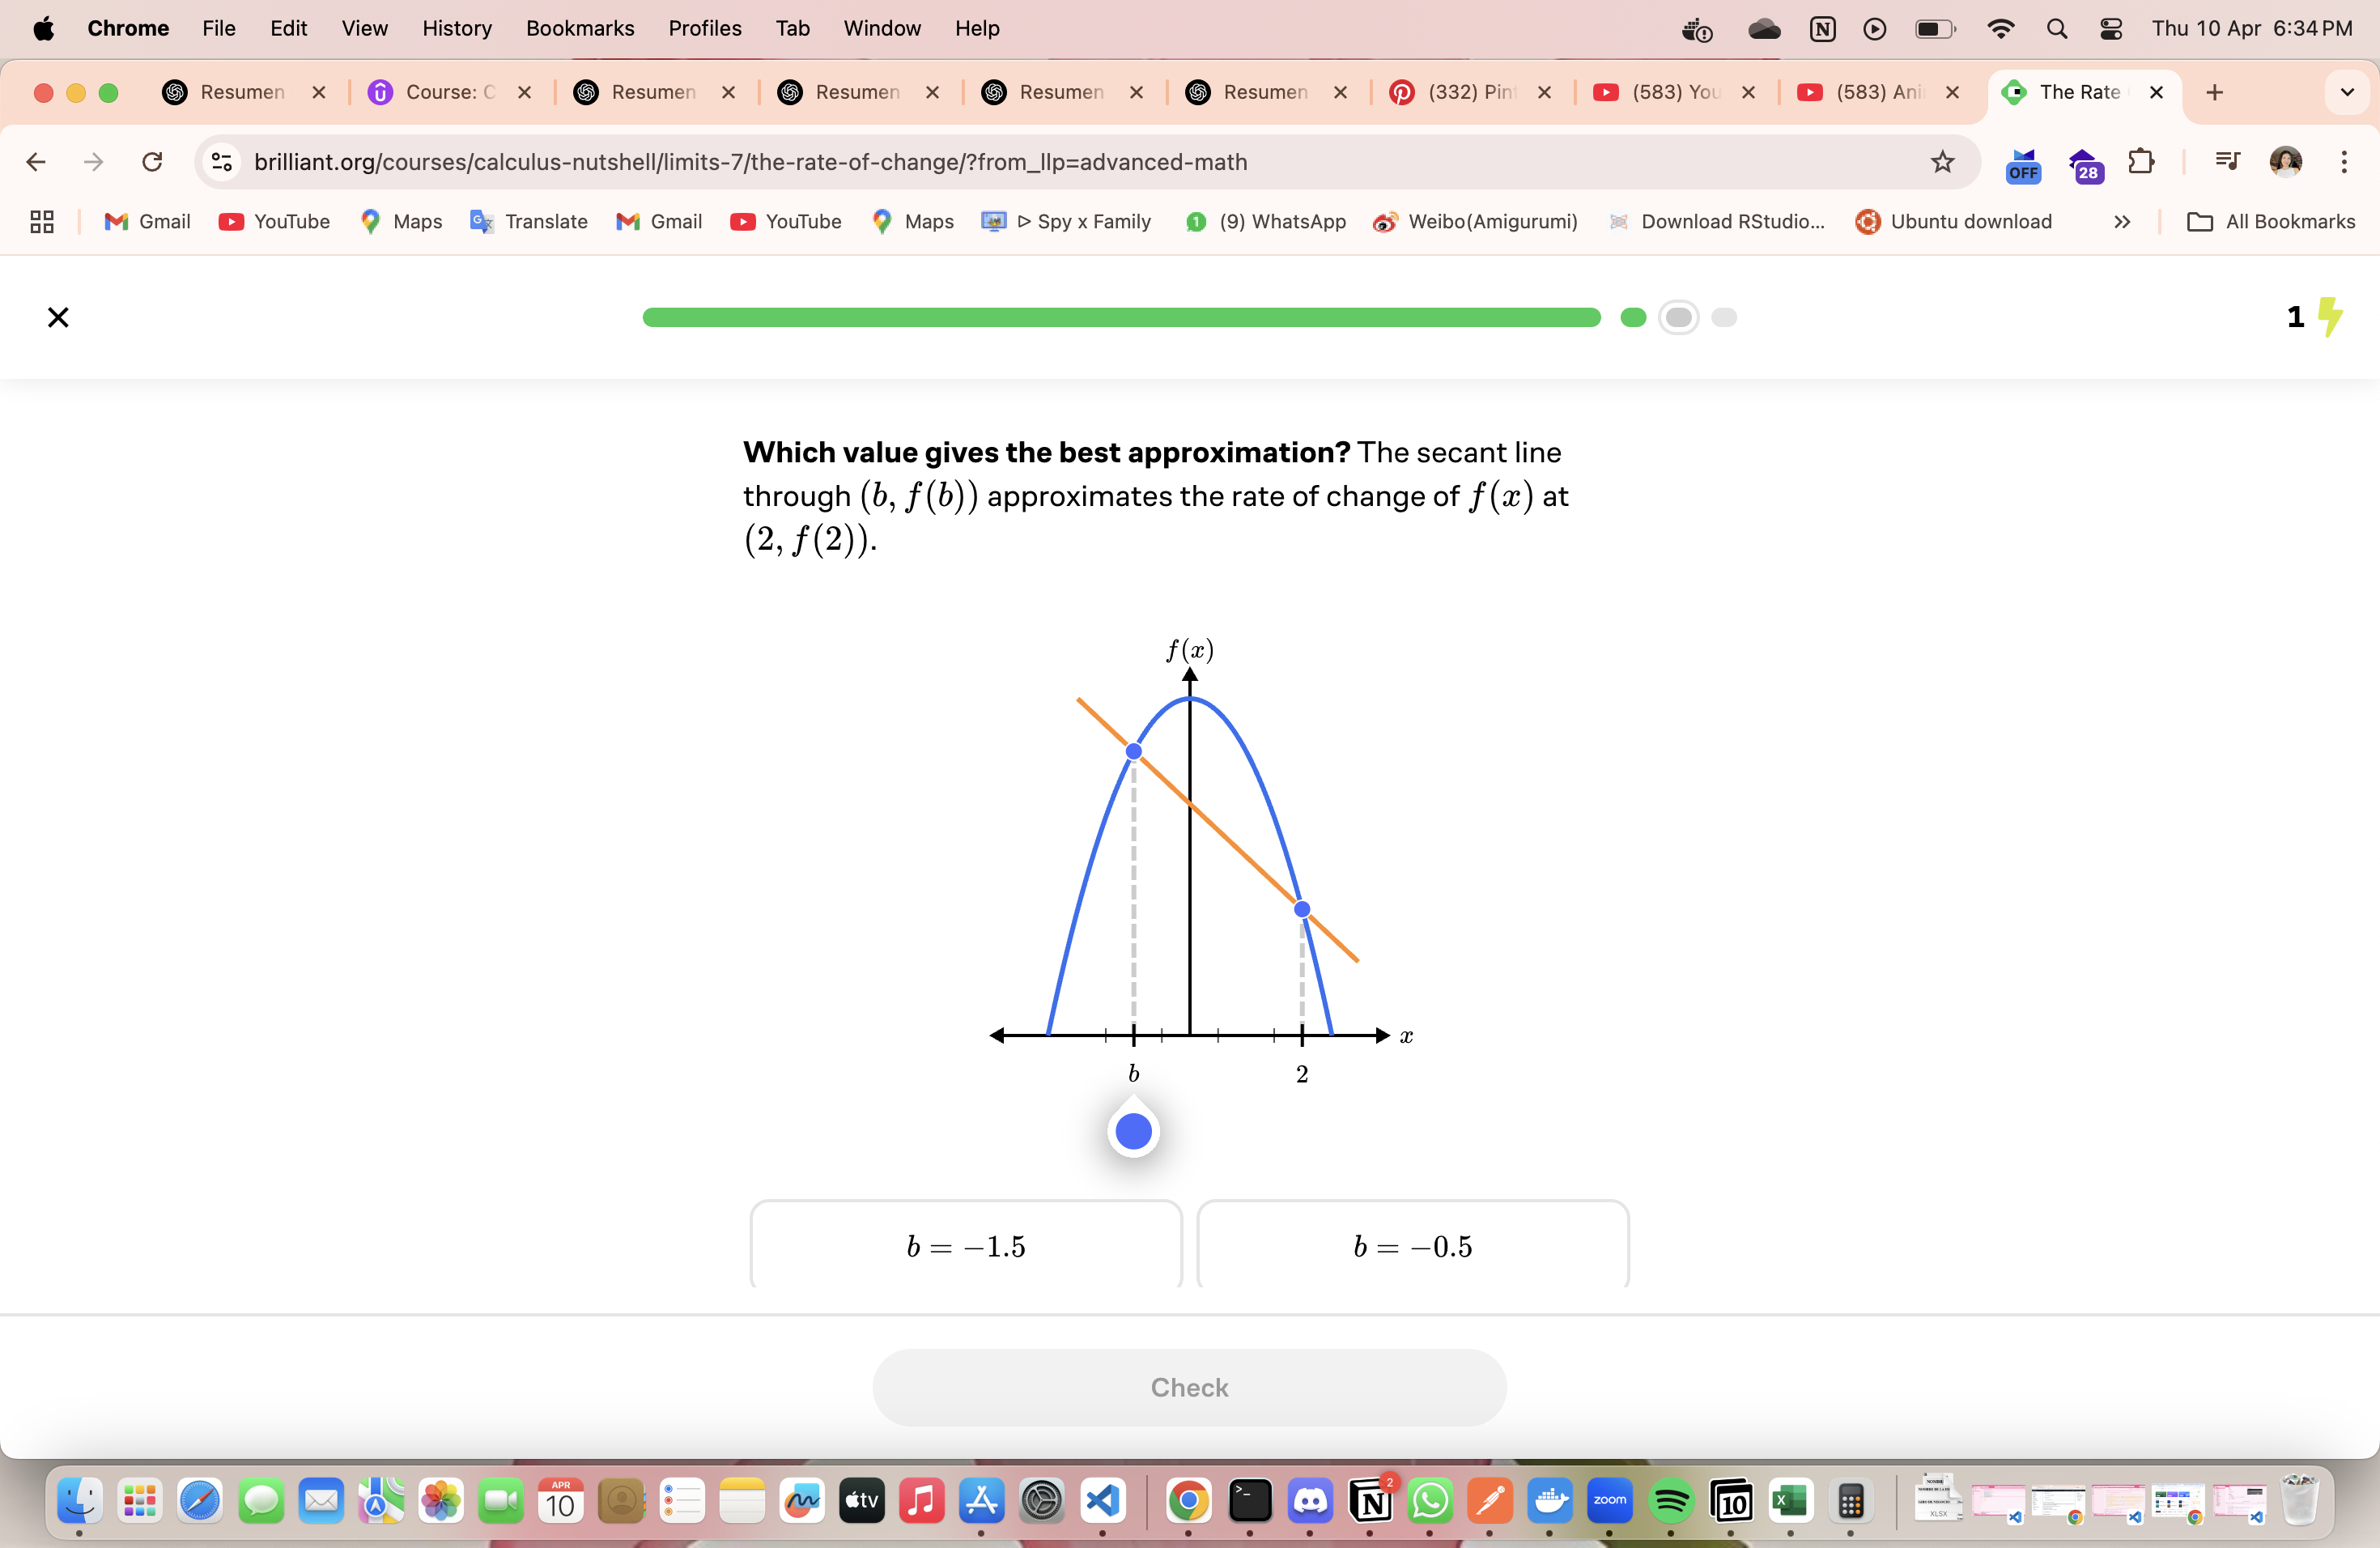 Chrome File Edit View History Bookmarks Profiles Tab Window Help Thu 10 Apr 6:34 PM
Resumen Course: C Resumen Resumen Resumen Resumen (332) Pin (583) You (583) Ani The Rate
brilliant.org/courses/calculus-nutshell/limits-7/the-rate-of-change/?from_llp=advanced-math OFF 28
Gmail YouTube Maps Translate Gmail YouTube Maps ᐅ Spy x Family (9) WhatsApp Weibo(Amigurumi) Download RStudio... Ubuntu download » All Bookmarks
1
Which value gives the best approximation? The secant line
through (b, f(b)) approximates the rate of change of f(x) at
(2, f(2)).
f(x)
x
b 2
b = −1.5 b = −0.5
Check
APR
10 tv N 2 zoom 10 X
XLSX